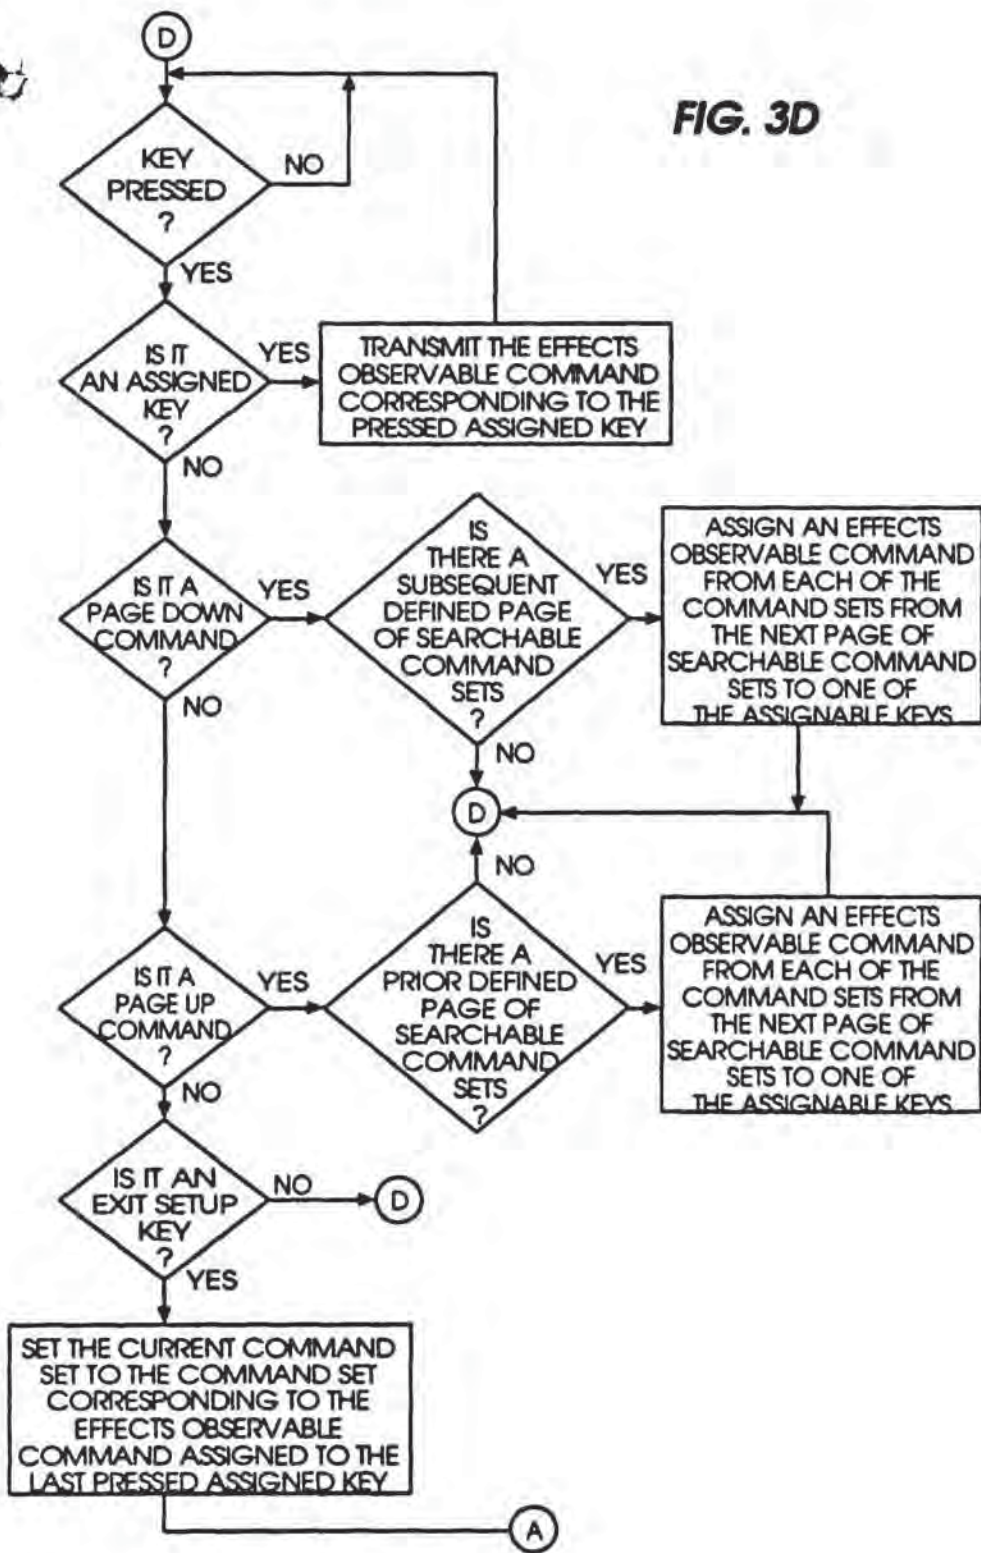 D
FIG. 3D
KEY
PRESSED
?
NO
YES
IS IT
AN ASSIGNED
KEY
?
YES
NO
TRANSMIT THE EFFECTS
OBSERVABLE COMMAND
CORRESPONDING TO THE
PRESSED ASSIGNED KEY
IS IT A
PAGE DOWN
COMMAND
?
YES
NO
IS
THERE A
SUBSEQUENT
DEFINED PAGE
OF SEARCHABLE
COMMAND
SETS
?
YES
NO
ASSIGN AN EFFECTS
OBSERVABLE COMMAND
FROM EACH OF THE
COMMAND SETS FROM
THE NEXT PAGE OF
SEARCHABLE COMMAND
SETS TO ONE OF
THE ASSIGNABLE KEYS
D
IS IT A
PAGE UP
COMMAND
?
YES
NO
NO
IS
THERE A
PRIOR DEFINED
PAGE OF
SEARCHABLE
COMMAND
SETS
?
YES
ASSIGN AN EFFECTS
OBSERVABLE COMMAND
FROM EACH OF THE
COMMAND SETS FROM
THE NEXT PAGE OF
SEARCHABLE COMMAND
SETS TO ONE OF
THE ASSIGNABLE KEYS
IS IT AN
EXIT SETUP
KEY
?
NO
D
YES
SET THE CURRENT COMMAND
SET TO THE COMMAND SET
CORRESPONDING TO THE
EFFECTS OBSERVABLE
COMMAND ASSIGNED TO THE
LAST PRESSED ASSIGNED KEY
A